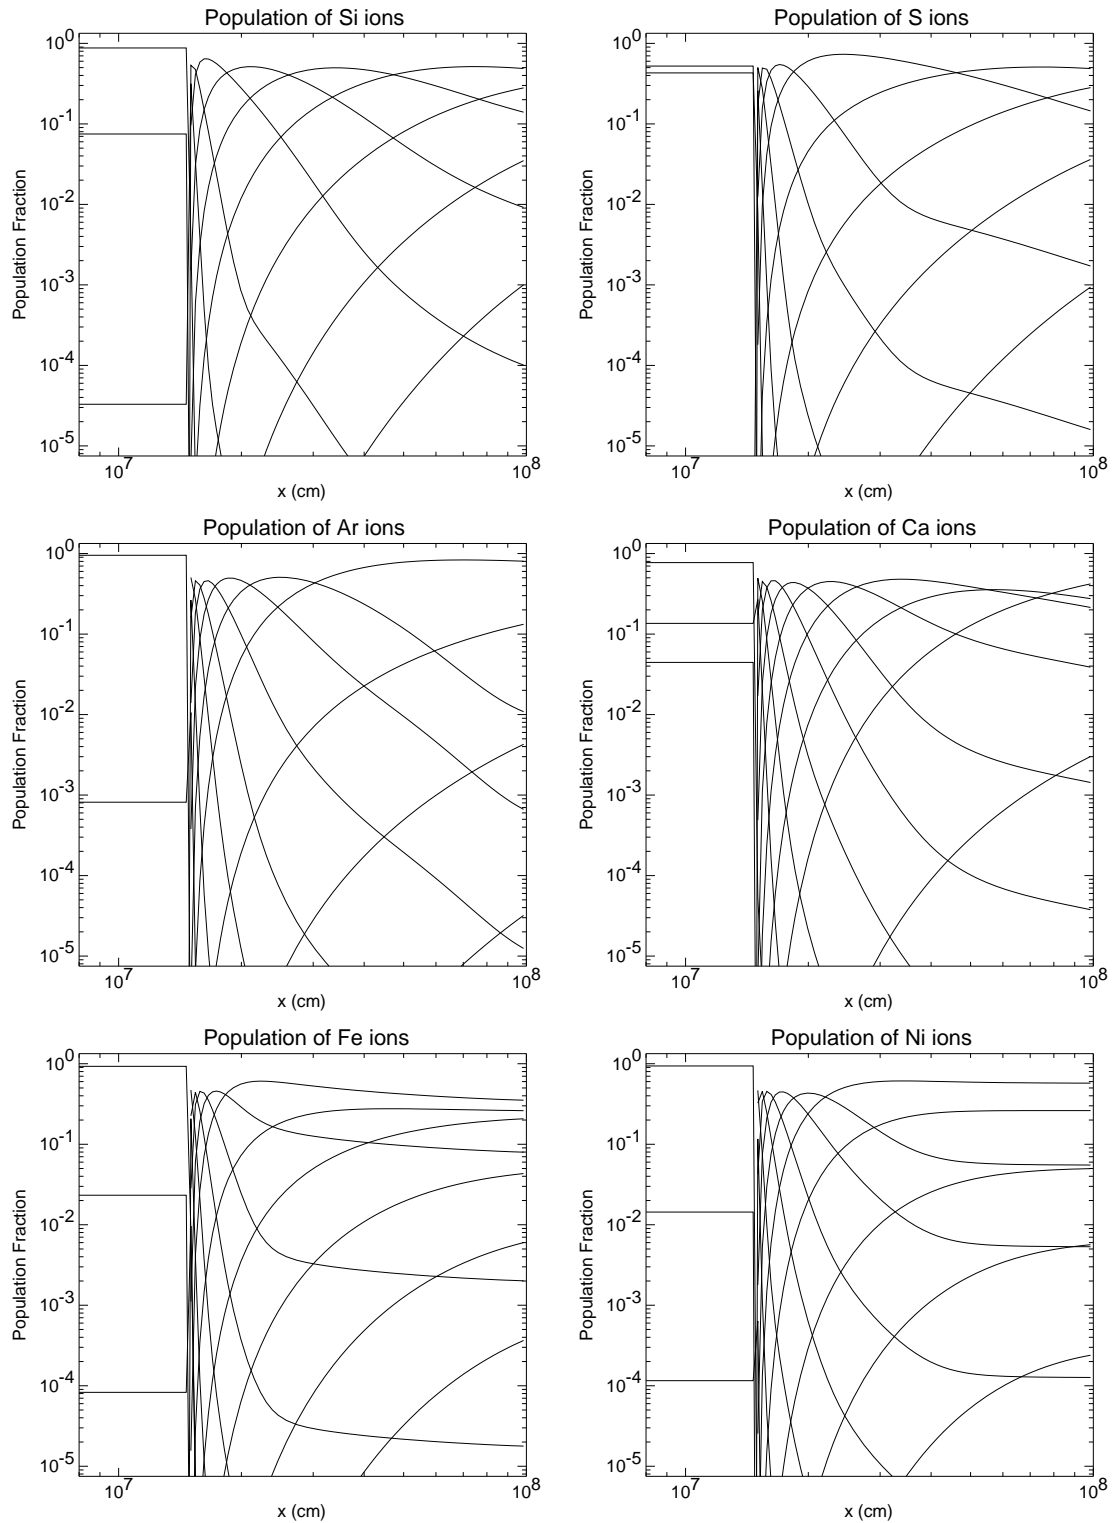 Population of Si ions
Population Fraction
10^0
10^-1
10^-2
10^-3
10^-4
10^-5
10^7
10^8
x (cm)
Population of S ions
Population Fraction
10^0
10^-1
10^-2
10^-3
10^-4
10^-5
10^7
10^8
x (cm)
Population of Ar ions
Population Fraction
10^0
10^-1
10^-2
10^-3
10^-4
10^-5
10^7
10^8
x (cm)
Population of Ca ions
Population Fraction
10^0
10^-1
10^-2
10^-3
10^-4
10^-5
10^7
10^8
x (cm)
Population of Fe ions
Population Fraction
10^0
10^-1
10^-2
10^-3
10^-4
10^-5
10^7
10^8
x (cm)
Population of Ni ions
Population Fraction
10^0
10^-1
10^-2
10^-3
10^-4
10^-5
10^7
10^8
x (cm)